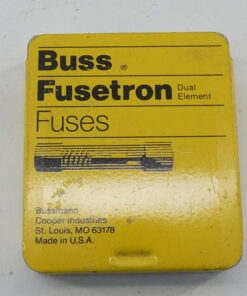 Buss ®
Fusetron Dual Element
Fuses
Bussmann
Cooper Industries
St. Louis, MO 63178
Made in U.S.A.